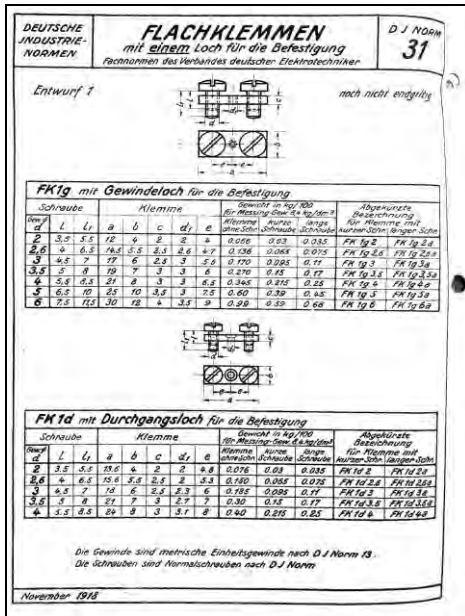 DEUTSCHE
JNDUSTRIE-
NORMEN
FLACHKLEMMEN
mit einem Loch für die Befestigung
Fachnormen des Verbandes deutscher Elektrotechniker
DJ NORM
31
Entwurf 1
noch nicht endgiltig
FK1g mit Gewindeloch für die Befestigung
Schraube Klemme Gewicht in kg/100 für Messing-Gew. 8,4 kg/dm³ Abgekürzte Bezeichnung für Klemme mit
Gew. d l l₁ a b c d₁ e Klemme ohne Schr. kurze Schraube lange Schraube kurzer Schr. langer Schr.
2 3,5 5,5 12 4 2 2 4 0.066 0.03 0.035 FK 1g 2 FK 1g 2a
2,6 4 6,5 14,5 5,5 2,5 2,6 4,7 0.136 0.065 0.075 FK 1g 2,6 FK 1g 2,6a
3 4,5 7 17 6 2,5 3 5,5 0.170 0.095 0.11 FK 1g 3 FK 1g 3a
3,5 5 8 19 7 3 3 6 0.270 0.15 0.17 FK 1g 3,5 FK 1g 3,5a
4 5,5 8,5 21 8 3 3 6,5 0.345 0.215 0.25 FK 1g 4 FK 1g 4a
5 6,5 10 25 10 3,5 3 7,5 0.60 0.39 0.45 FK 1g 5 FK 1g 5a
6 7,5 11,5 30 12 4 3,5 9 0.99 0.59 0.68 FK 1g 6 FK 1g 6a
FK1d mit Durchgangsloch für die Befestigung
Schraube Klemme Gewicht in kg/100 für Messing-Gew. 8,4 kg/dm³ Abgekürzte Bezeichnung für Klemme mit
Gew. d l l₁ a b c d₁ e Klemme ohne Schr. kurze Schraube lange Schraube kurzer Schr. langer Schr.
2 3,5 5,5 13,6 4 2 2 4,8 0.076 0.03 0.035 FK 1d 2 FK 1d 2a
2,6 4 6,5 15,6 5,5 2,5 2 5,3 0.150 0.065 0.075 FK 1d 2,6 FK 1d 2,6a
3 4,5 7 18 6 2,5 2,3 6 0.185 0.095 0.11 FK 1d 3 FK 1d 3a
3,5 5 8 21 7 3 2,7 7 0.30 0.15 0.17 FK 1d 3,5 FK 1d 3,5a
4 5,5 8,5 24 8 3 3,1 8 0.40 0.215 0.25 FK 1d 4 FK 1d 4a
Die Gewinde sind metrische Einheitsgewinde nach DJ Norm 13.
Die Schrauben sind Normalschrauben nach DJ Norm
November 1918